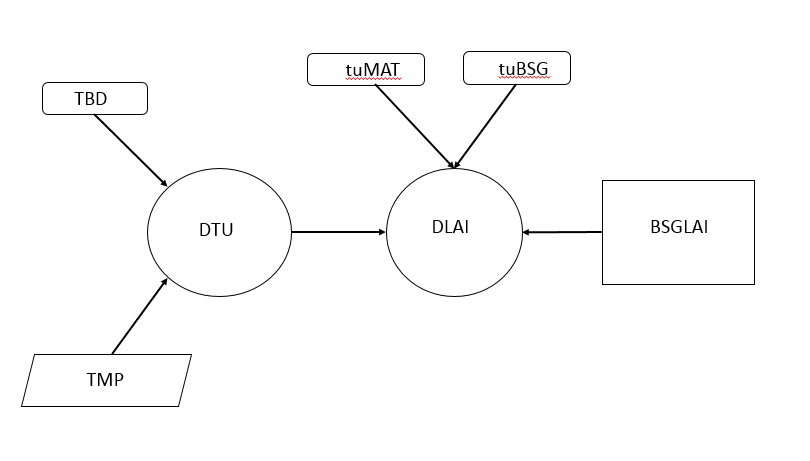 tuMAT
tuBSG
TBD
DTU
DLAI
BSGLAI
TMP